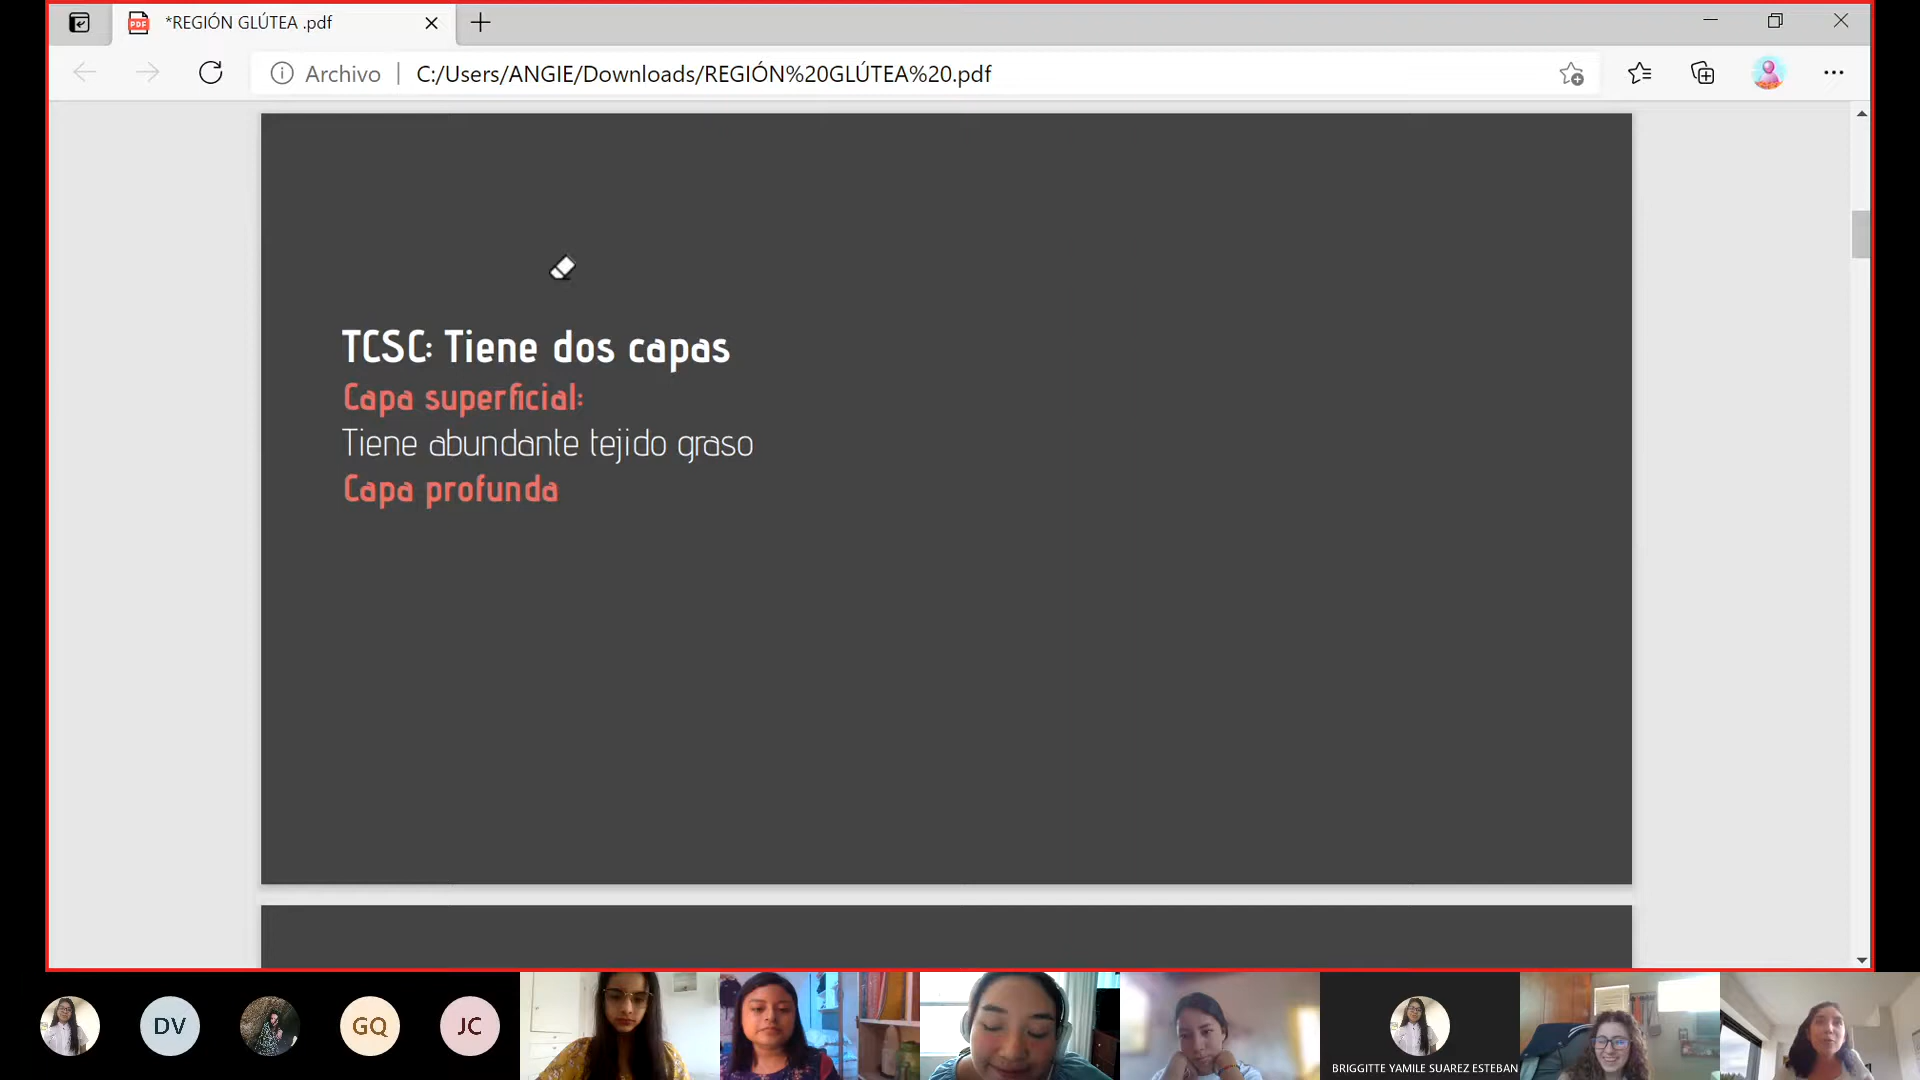 *REGIÓN GLÚTEA .pdf
Archivo | C:/Users/ANGIE/Downloads/REGIÓN%20GLÚTEA%20.pdf
TCSC: Tiene dos capas
Capa superficial:
Tiene abundante tejido graso
Capa profunda
DV
GQ
JC
BRIGGITTE YAMILE SUAREZ ESTEBAN